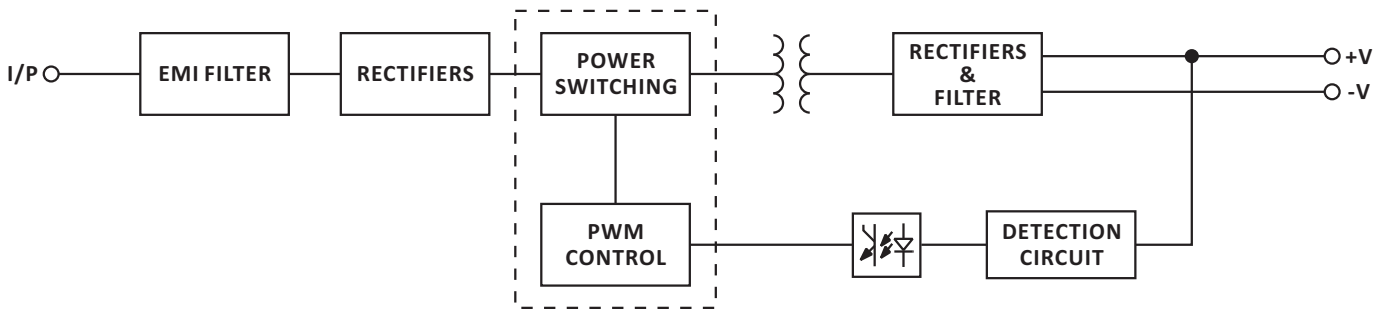 I/P
EMI FILTER
RECTIFIERS
POWER
SWITCHING
RECTIFIERS
&
FILTER
+V
-V
PWM
CONTROL
DETECTION
CIRCUIT